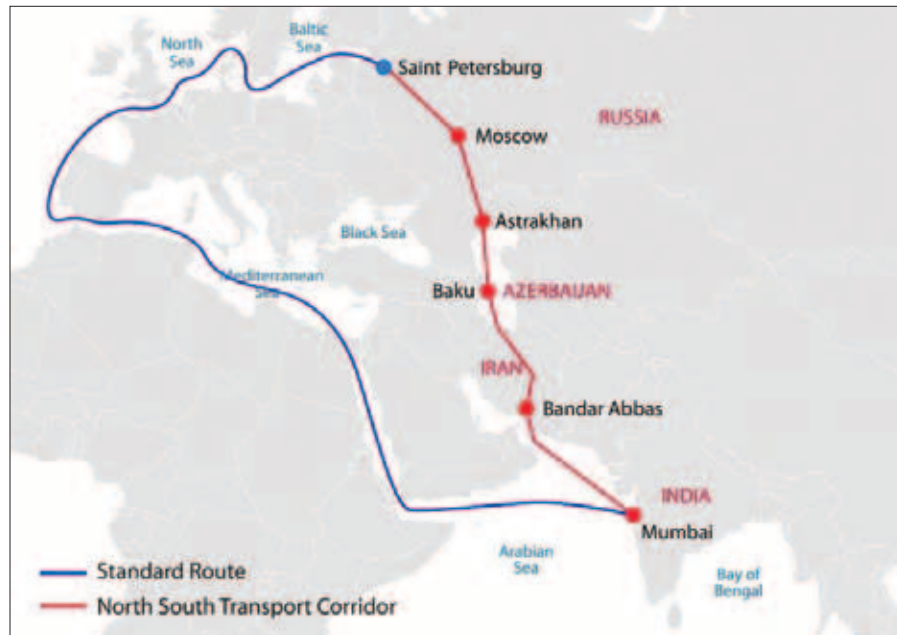 North
Sea
Baltic
Sea
Saint Petersburg
RUSSIA
Moscow
Astrakhan
Black Sea
Mediterranean
Sea
Baku
AZERBAIJAN
IRAN
Bandar Abbas
INDIA
Mumbai
Arabian
Sea
Bay of
Bengal
Standard Route
North South Transport Corridor